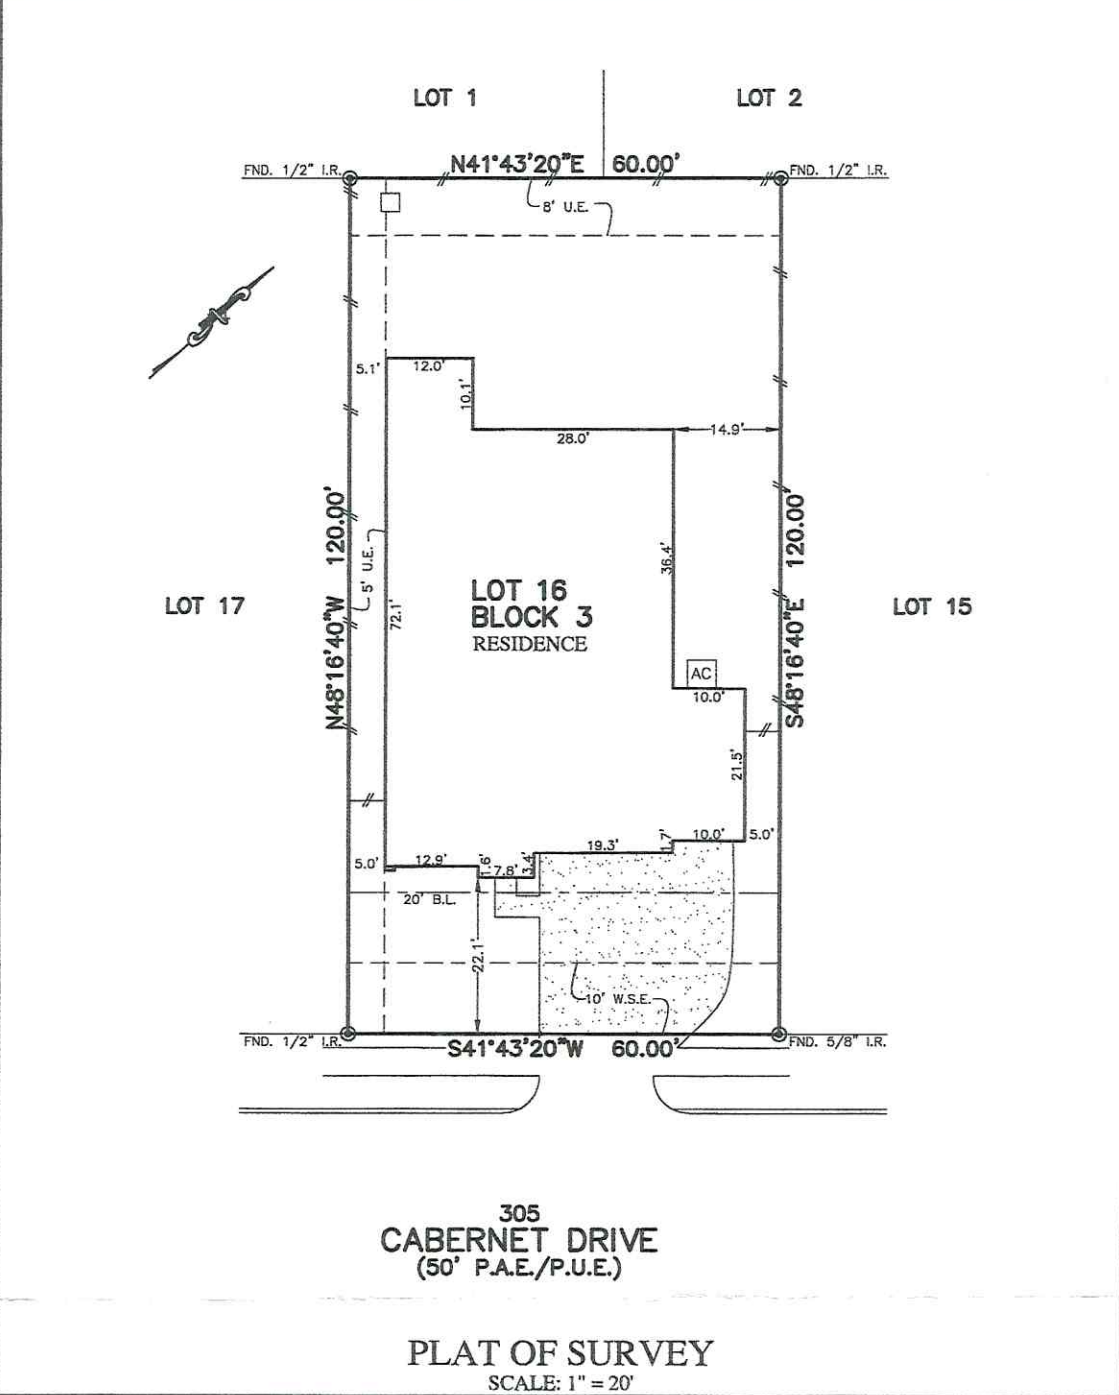 LOT 1
LOT 2
FND. 1/2" I.R.
N41°43'20"E 60.00'
FND. 1/2" I.R.
8' U.E.
5.1'
12.0'
10.1'
28.0'
14.9'
N48°16'40"W 120.00'
5' U.E.
72.1'
36.4'
S48°16'40"E 120.00'
LOT 17
LOT 16
BLOCK 3
RESIDENCE
LOT 15
AC
10.0'
21.5'
5.0'
12.9'
1.6'
7.8'
3.4'
19.3'
1.7'
10.0'
5.0'
20' B.L.
22.1'
10' W.S.E.
FND. 1/2" I.R.
S41°43'20"W 60.00'
FND. 5/8" I.R.
305
CABERNET DRIVE
(50' P.A.E./P.U.E.)
PLAT OF SURVEY
SCALE: 1" = 20'